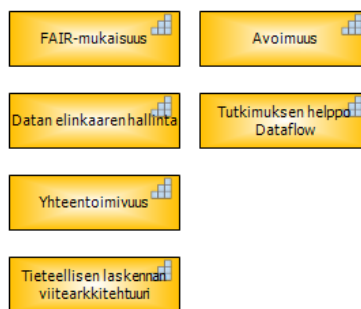 FAIR-mukaisuus
Avoimuus
Datan elinkaaren hallinta
Tutkimuksen helppo
Dataflow
Yhteentoimivuus
Tieteellisen laskennan
viitearkkitehtuuri